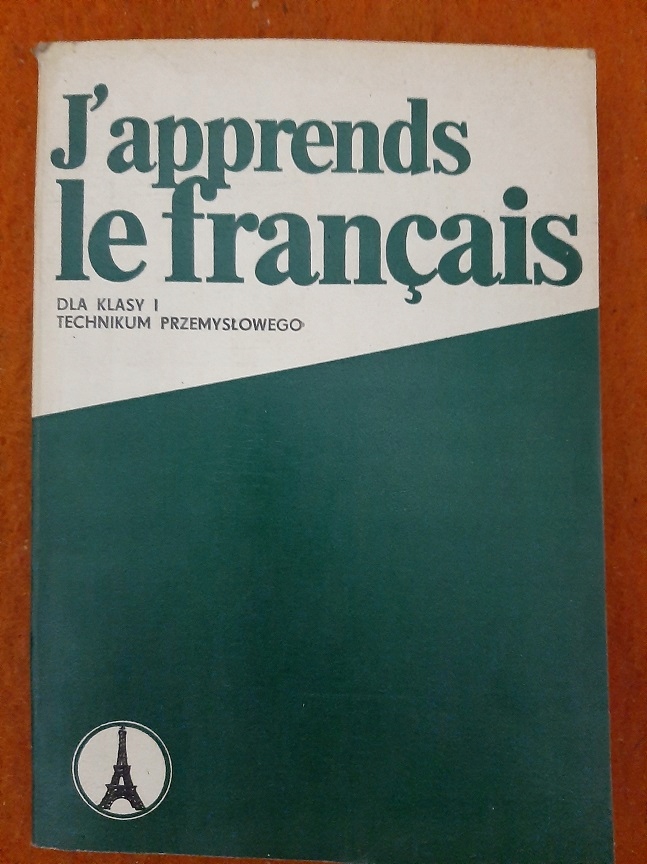 J'apprends
le français
DLA KLASY I
TECHNIKUM PRZEMYSŁOWEGO